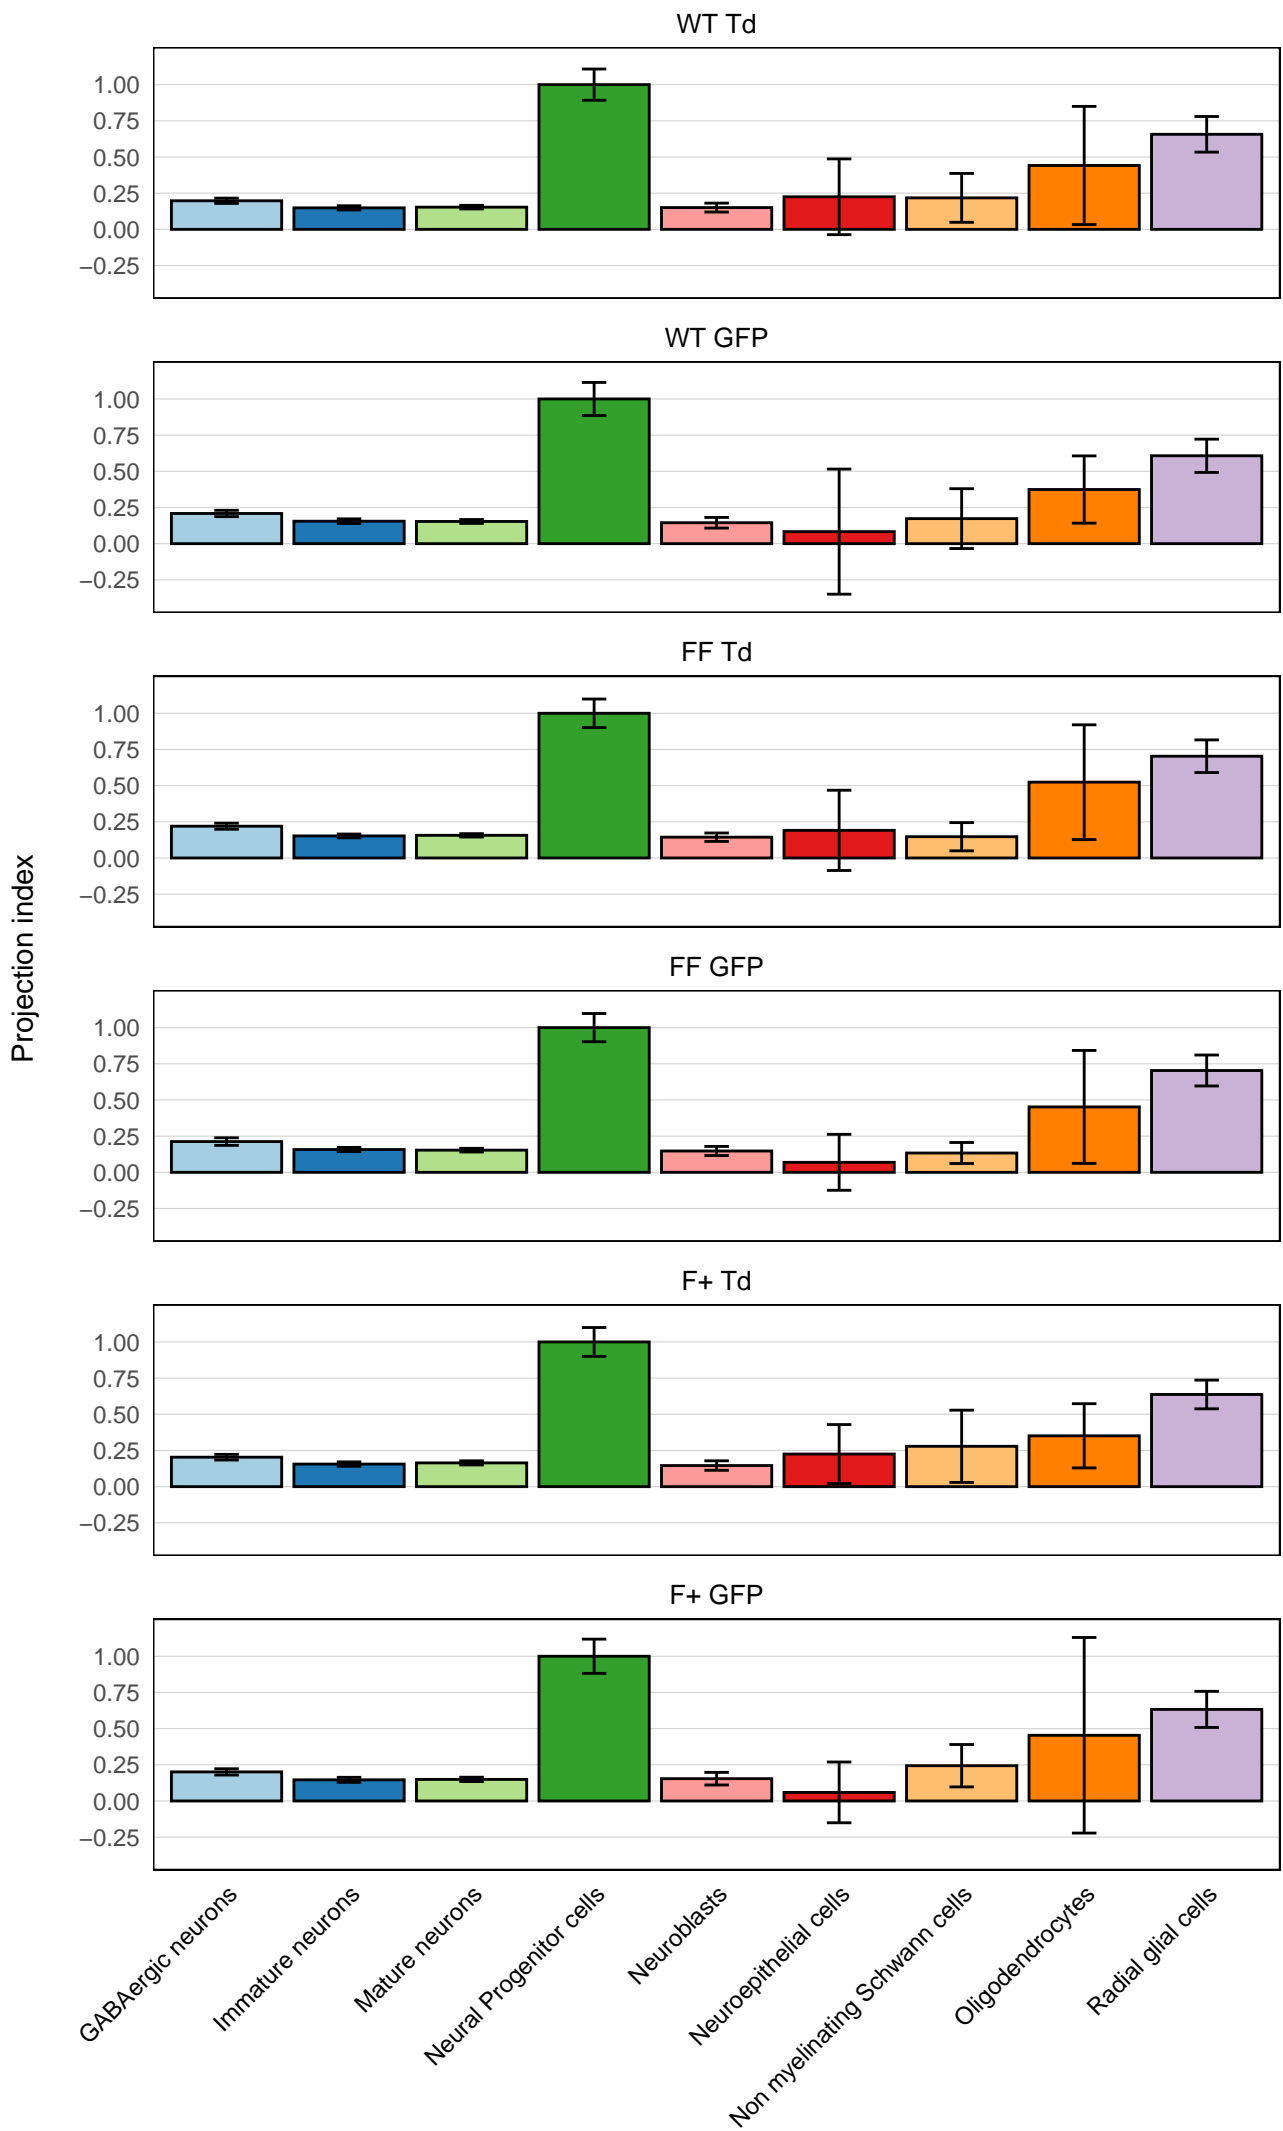 WT Td
1.00
0.75
0.50
0.25
0.00
−0.25
WT GFP
1.00
0.75
0.50
0.25
0.00
−0.25
FF Td
1.00
0.75
0.50
0.25
0.00
−0.25
Projection index
FF GFP
1.00
0.75
0.50
0.25
0.00
−0.25
F+ Td
1.00
0.75
0.50
0.25
0.00
−0.25
F+ GFP
1.00
0.75
0.50
0.25
0.00
−0.25
GABAergic neurons
Immature neurons
Mature neurons
Neural Progenitor cells
Neuroblasts
Neuroepithelial cells
Non myelinating Schwann cells
Oligodendrocytes
Radial glial cells